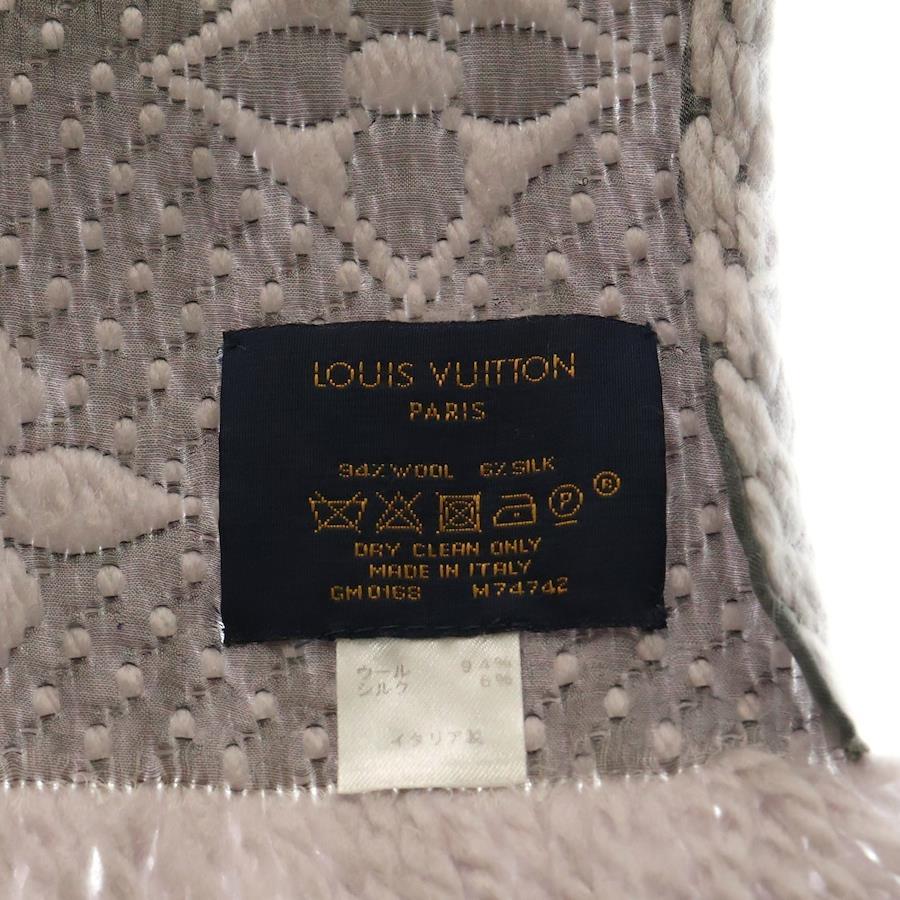 LOUIS VUITTON
PARIS
94% WOOL 6% SILK
P ®
DRY CLEAN ONLY
MADE IN ITALY
GM0168 M74742
ウール 94%
シルク 6%
イタリア製